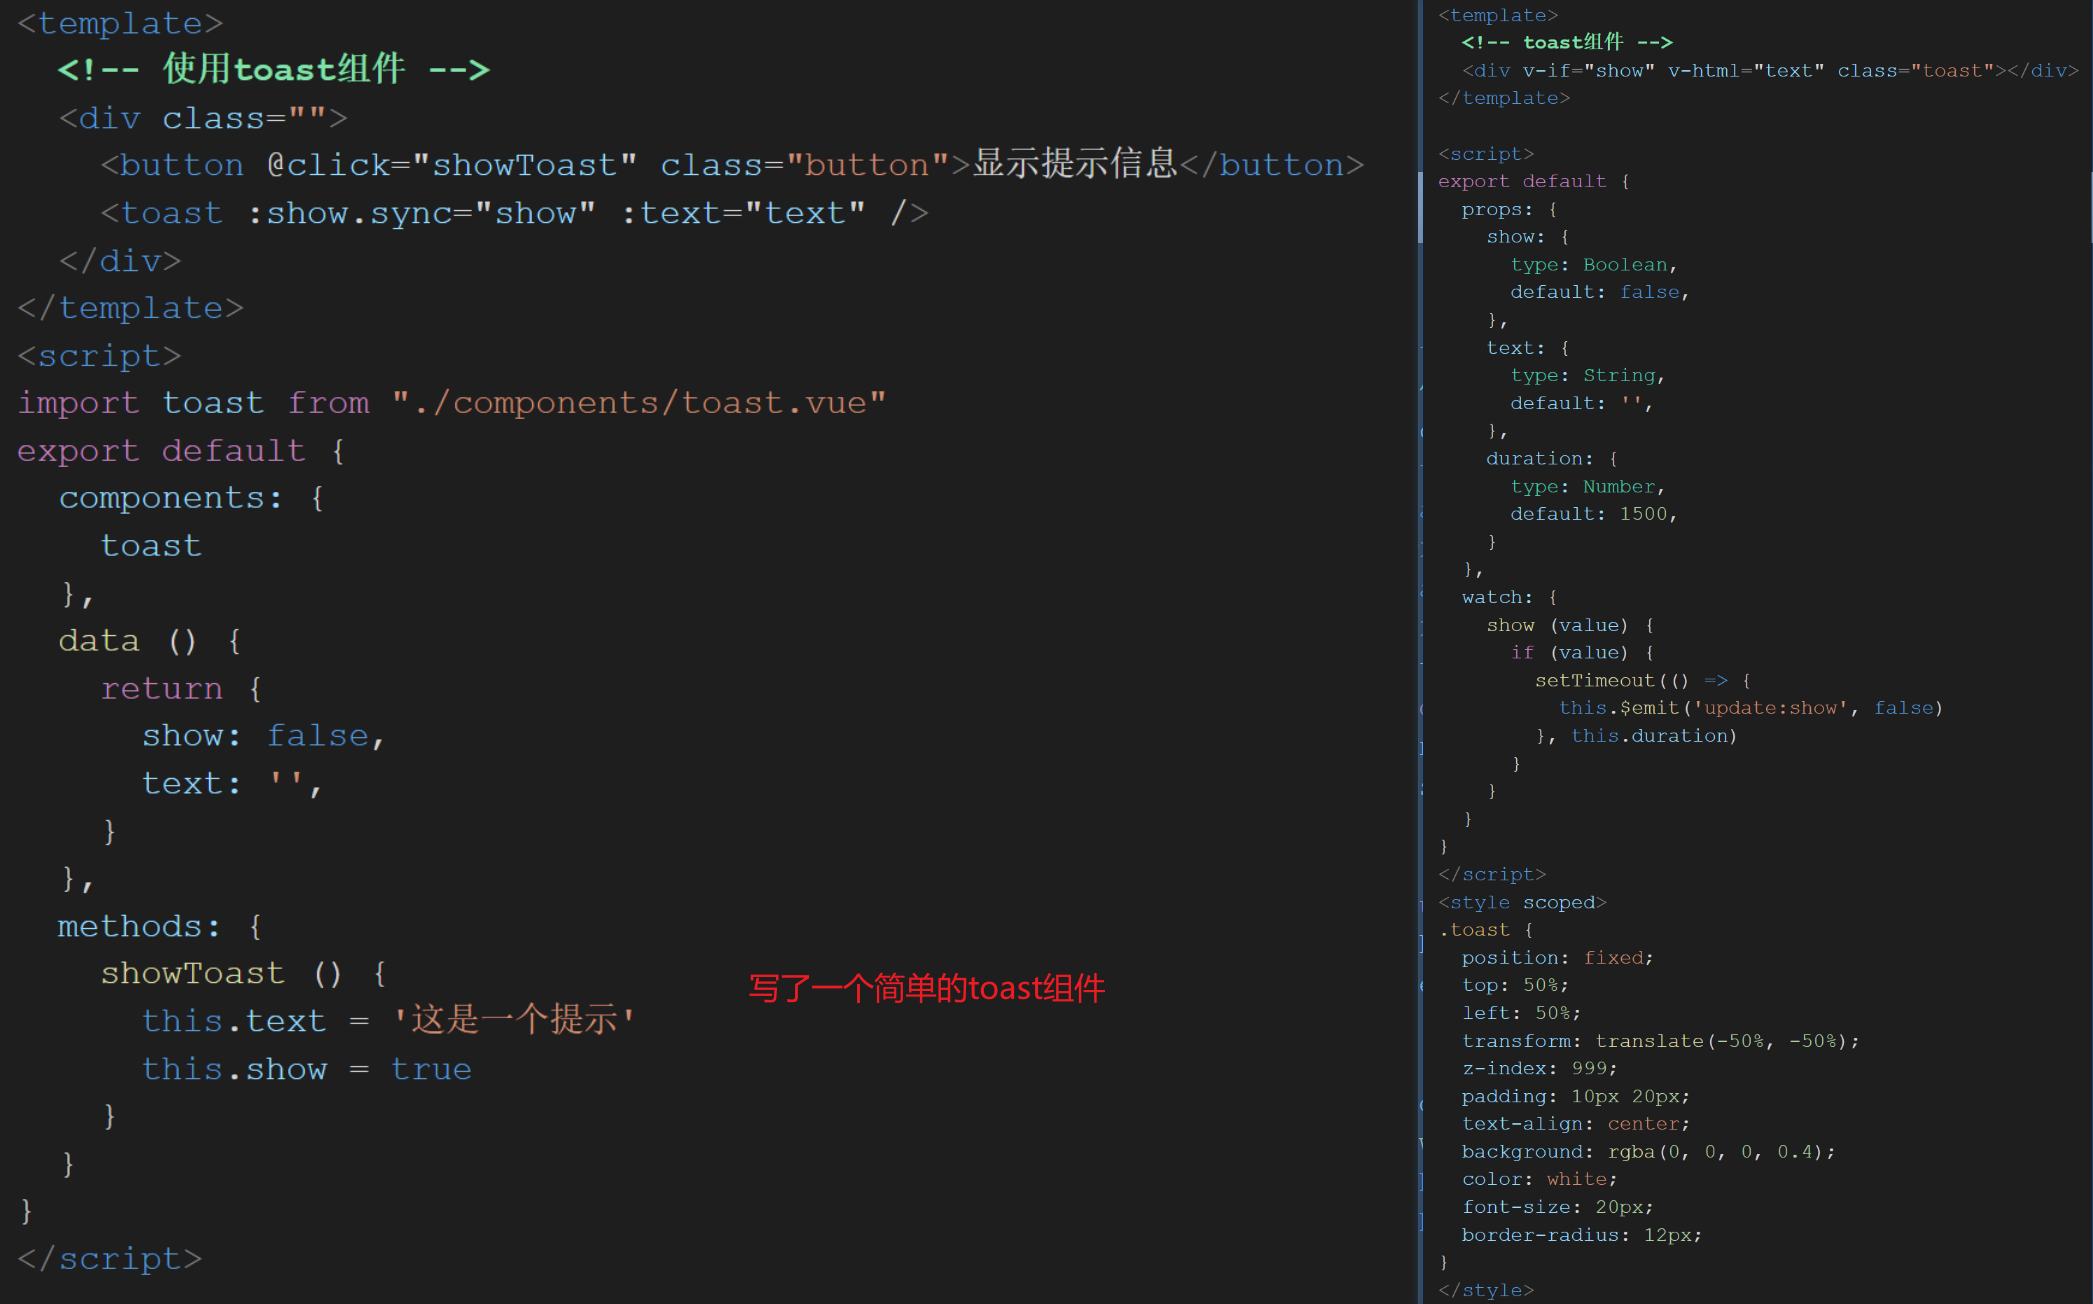 <template>
  <!-- 使用toast组件 -->
  <div class="">
    <button @click="showToast" class="button">显示提示信息</button>
    <toast :show.sync="show" :text="text" />
  </div>
</template>
<script>
import toast from "./components/toast.vue"
export default {
  components: {
    toast
  },
  data () {
    return {
      show: false,
      text: '',
    }
  },
  methods: {
    showToast () {
      this.text = '这是一个提示'
      this.show = true
    }
  }
}
</script>
写了一个简单的toast组件
<template>
  <!-- toast组件 -->
  <div v-if="show" v-html="text" class="toast"></div>
</template>

<script>
export default {
  props: {
    show: {
      type: Boolean,
      default: false,
    },
    text: {
      type: String,
      default: '',
    },
    duration: {
      type: Number,
      default: 1500,
    }
  },
  watch: {
    show (value) {
      if (value) {
        setTimeout(() => {
          this.$emit('update:show', false)
        }, this.duration)
      }
    }
  }
}
</script>
<style scoped>
.toast {
  position: fixed;
  top: 50%;
  left: 50%;
  transform: translate(-50%, -50%);
  z-index: 999;
  padding: 10px 20px;
  text-align: center;
  background: rgba(0, 0, 0, 0.4);
  color: white;
  font-size: 20px;
  border-radius: 12px;
}
</style>